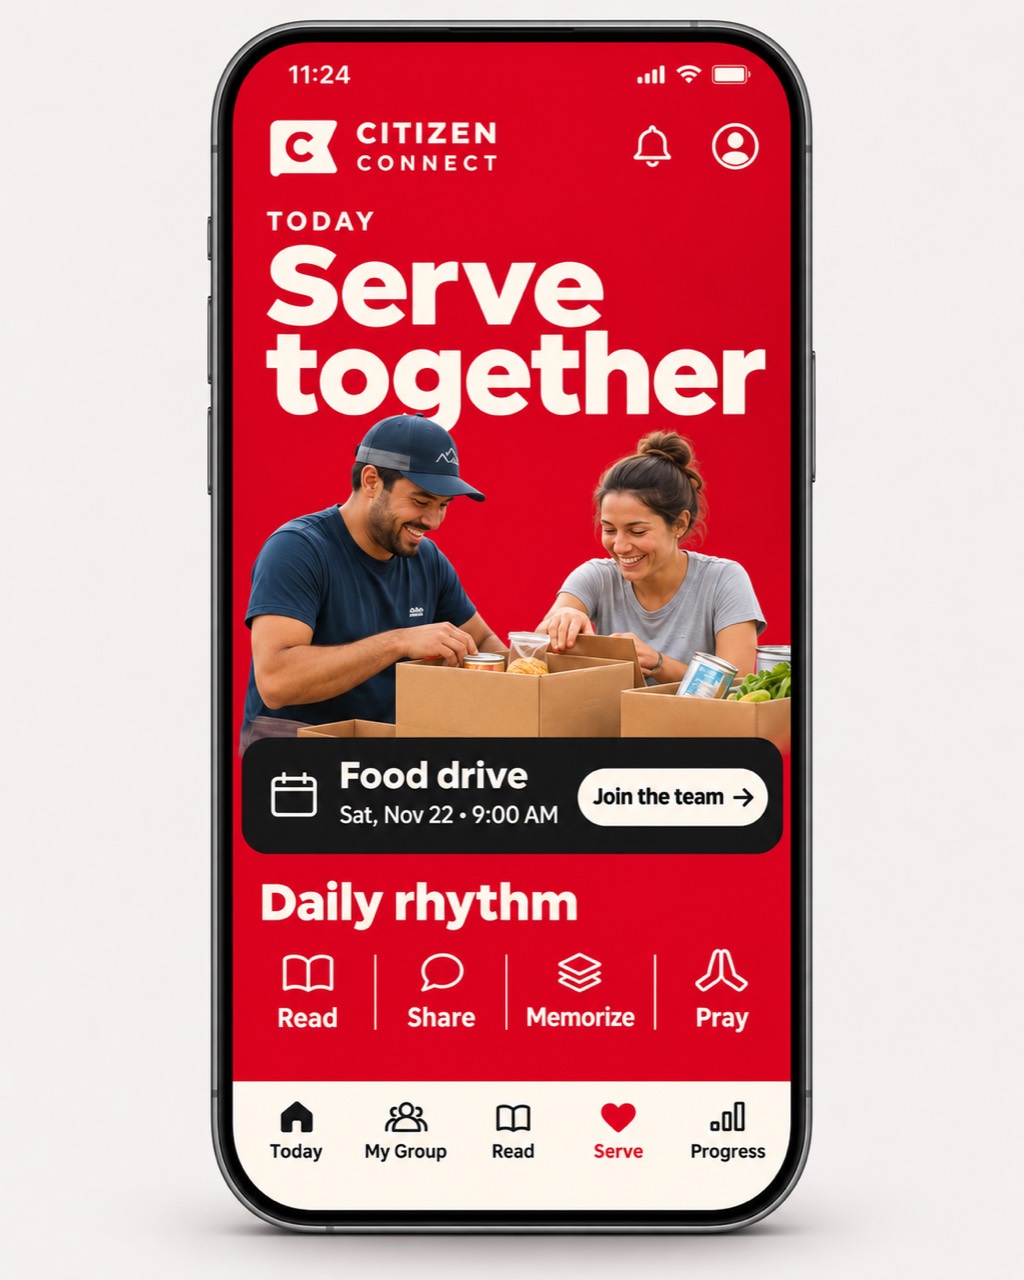 11:24
C
CITIZEN
CONNECT
TODAY
Serve
together
Food drive
Sat, Nov 22 • 9:00 AM
Join the team →
Daily rhythm
Read
Share
Memorize
Pray
Today
My Group
Read
Serve
Progress